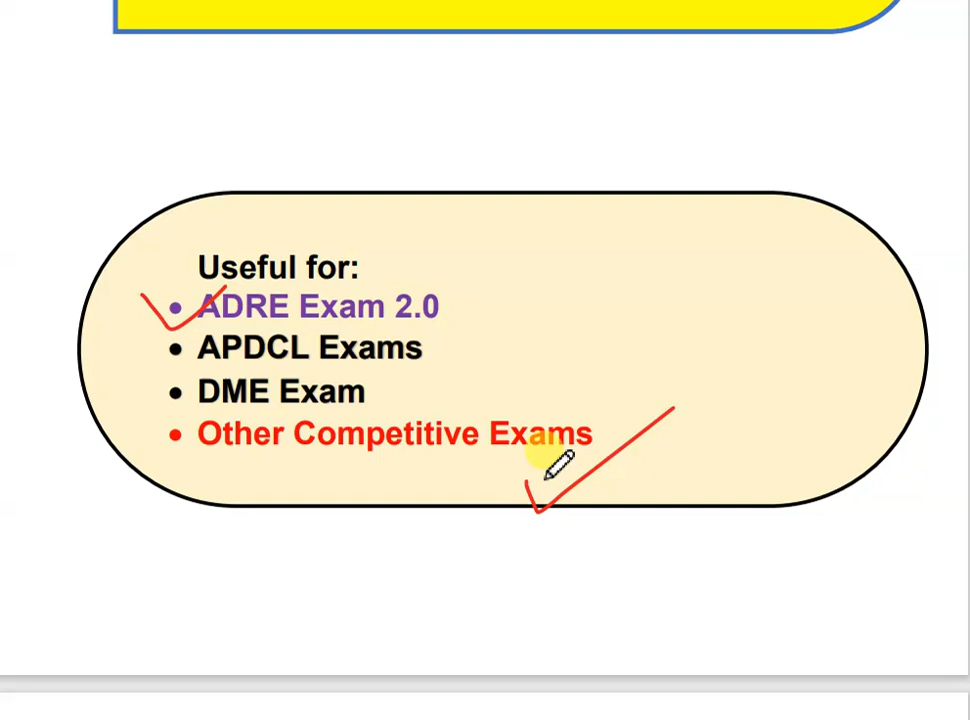 Useful for:
• ADRE Exam 2.0
• APDCL Exams
• DME Exam
• Other Competitive Exams